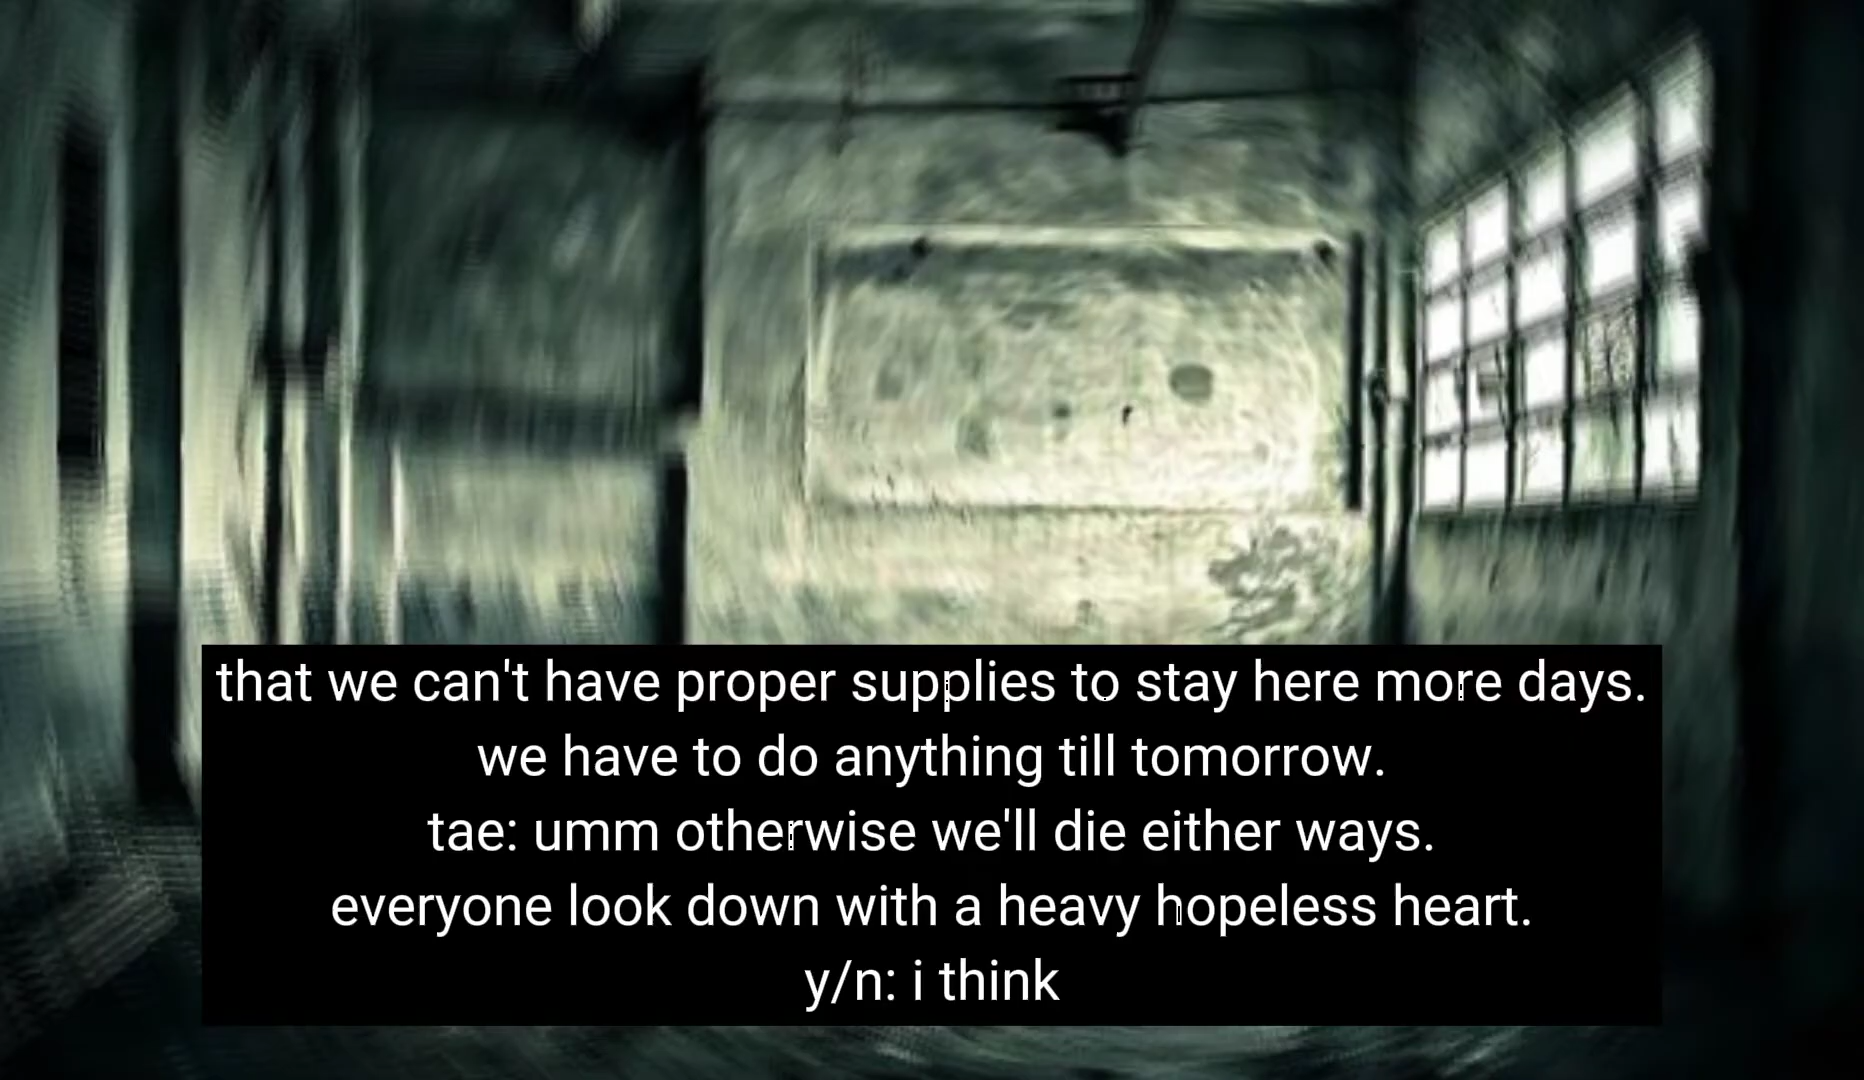 that we can't have proper supplies to stay here more days.
we have to do anything till tomorrow.
tae: umm otherwise we'll die either ways.
everyone look down with a heavy hopeless heart.
y/n: i think